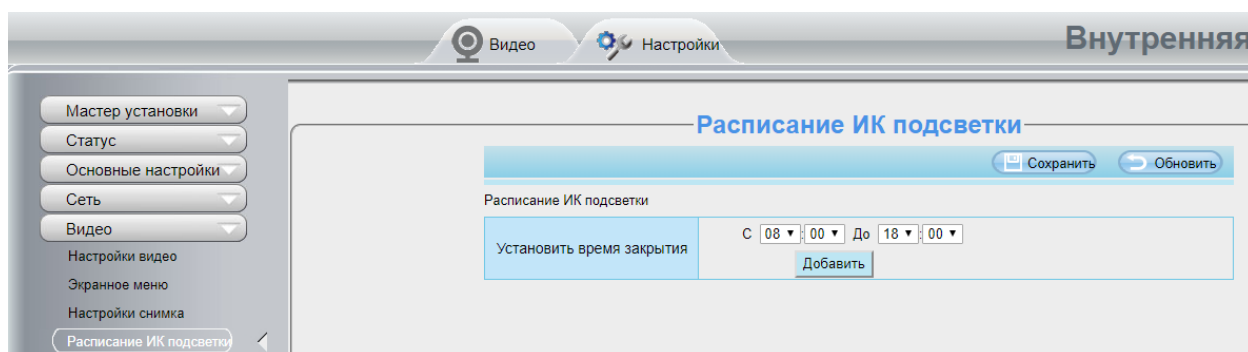 Видео
Настройки
Внутренняя
Мастер установки
Статус
Основные настройки
Сеть
Видео
Настройки видео
Экранное меню
Настройки снимка
Расписание ИК подсветки
Расписание ИК подсветки
Сохранить
Обновить
Расписание ИК подсветки
Установить время закрытия
С 08 : 00 До 18 : 00
Добавить